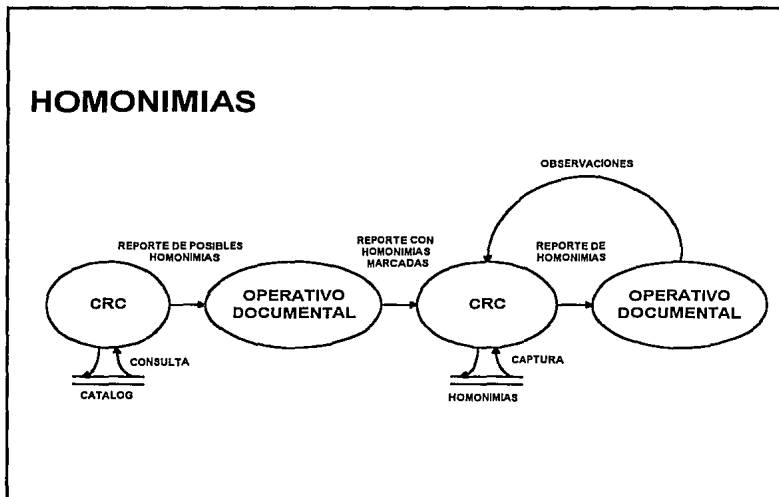 HOMONIMIAS
OBSERVACIONES
REPORTE DE POSIBLES
HOMONIMIAS
REPORTE CON
HOMONIMIAS
MARCADAS
REPORTE DE
HOMONIMIAS
CRC
OPERATIVO
DOCUMENTAL
CRC
OPERATIVO
DOCUMENTAL
CONSULTA
CATALOG
CAPTURA
HOMONIMIAS